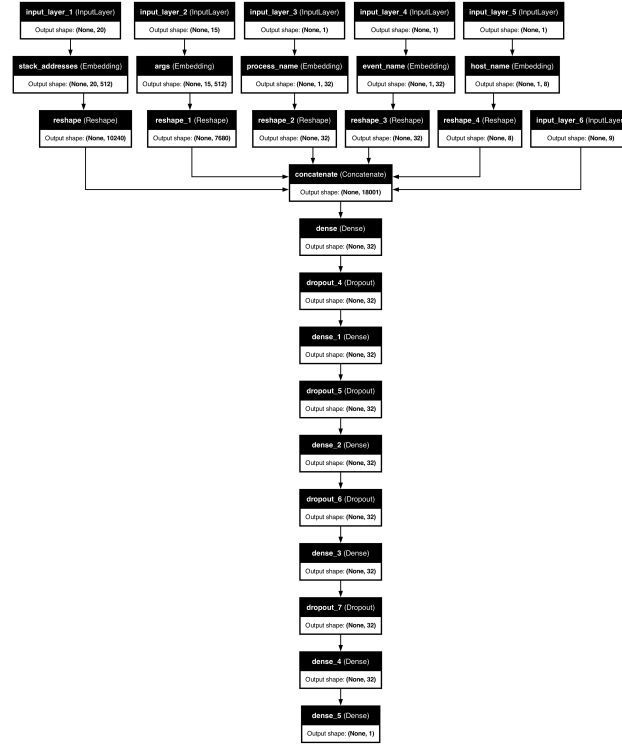 input_layer_1 (InputLayer)
Output shape: (None, 20)
input_layer_2 (InputLayer)
Output shape: (None, 15)
input_layer_3 (InputLayer)
Output shape: (None, 1)
input_layer_4 (InputLayer)
Output shape: (None, 1)
input_layer_5 (InputLayer)
Output shape: (None, 1)
stack_addresses (Embedding)
Output shape: (None, 20, 512)
args (Embedding)
Output shape: (None, 15, 512)
process_name (Embedding)
Output shape: (None, 1, 32)
event_name (Embedding)
Output shape: (None, 1, 32)
host_name (Embedding)
Output shape: (None, 1, 8)
reshape (Reshape)
Output shape: (None, 10240)
reshape_1 (Reshape)
Output shape: (None, 7680)
reshape_2 (Reshape)
Output shape: (None, 32)
reshape_3 (Reshape)
Output shape: (None, 32)
reshape_4 (Reshape)
Output shape: (None, 8)
input_layer_6 (InputLayer
Output shape: (None, 9)
concatenate (Concatenate)
Output shape: (None, 18001)
dense (Dense)
Output shape: (None, 32)
dropout_4 (Dropout)
Output shape: (None, 32)
dense_1 (Dense)
Output shape: (None, 32)
dropout_5 (Dropout)
Output shape: (None, 32)
dense_2 (Dense)
Output shape: (None, 32)
dropout_6 (Dropout)
Output shape: (None, 32)
dense_3 (Dense)
Output shape: (None, 32)
dropout_7 (Dropout)
Output shape: (None, 32)
dense_4 (Dense)
Output shape: (None, 32)
dense_5 (Dense)
Output shape: (None, 1)